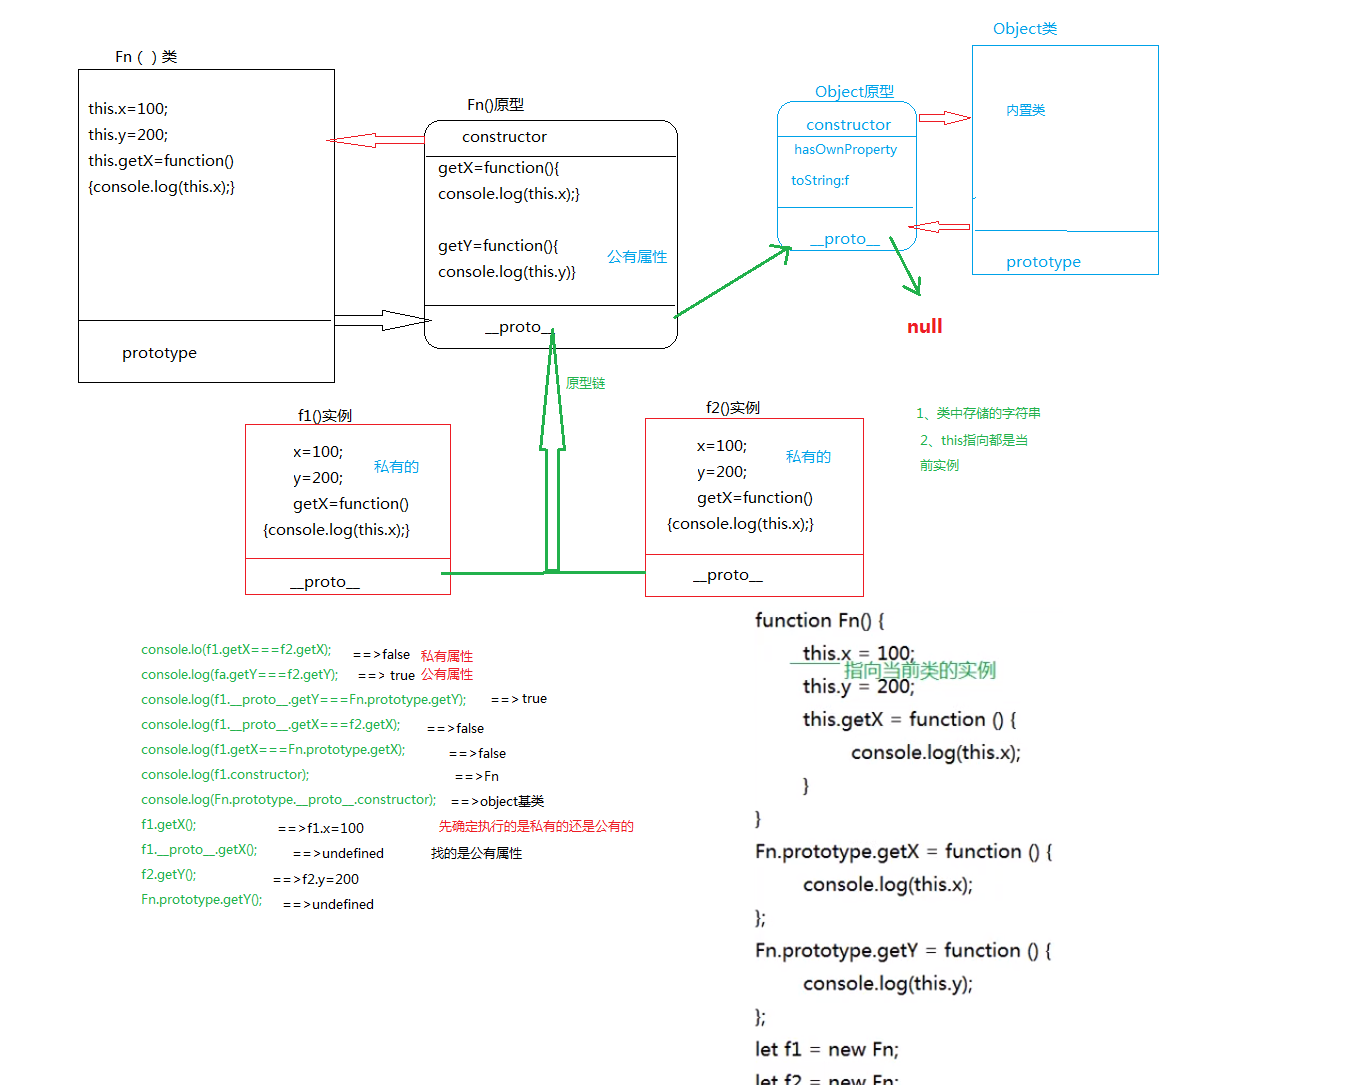 Fn ( ) 类
this.x=100;
this.y=200;
this.getX=function()
{console.log(this.x);}
prototype
Fn()原型
constructor
getX=function(){
console.log(this.x);}
getY=function(){
console.log(this.y)}
公有属性
__proto__
Object原型
constructor
hasOwnProperty
toString:f
__proto__
Object类
内置类
prototype
null
原型链
f1()实例
x=100;
y=200;
私有的
getX=function()
{console.log(this.x);}
__proto__
f2()实例
x=100;
y=200;
私有的
getX=function()
{console.log(this.x);}
__proto__
1、类中存储的字符串
2、this指向都是当
前实例
console.lo(f1.getX===f2.getX); ==>false 私有属性
console.log(fa.getY===f2.getY); ==> true 公有属性
console.log(f1.__proto__.getY===Fn.prototype.getY); ==> true
console.log(f1.__proto__.getX===f2.getX); ==>false
console.log(f1.getX===Fn.prototype.getX); ==>false
console.log(f1.constructor); ==>Fn
console.log(Fn.prototype.__proto__.constructor); ==>object基类
f1.getX(); ==>f1.x=100 先确定执行的是私有的还是公有的
f1.__proto__.getX(); ==>undefined 找的是公有属性
f2.getY(); ==>f2.y=200
Fn.prototype.getY(); ==>undefined
function Fn() {
this.x = 100;
指向当前类的实例
this.y = 200;
this.getX = function () {
console.log(this.x);
}
}
Fn.prototype.getX = function () {
console.log(this.x);
};
Fn.prototype.getY = function () {
console.log(this.y);
};
let f1 = new Fn;
let f2 = new Fn;